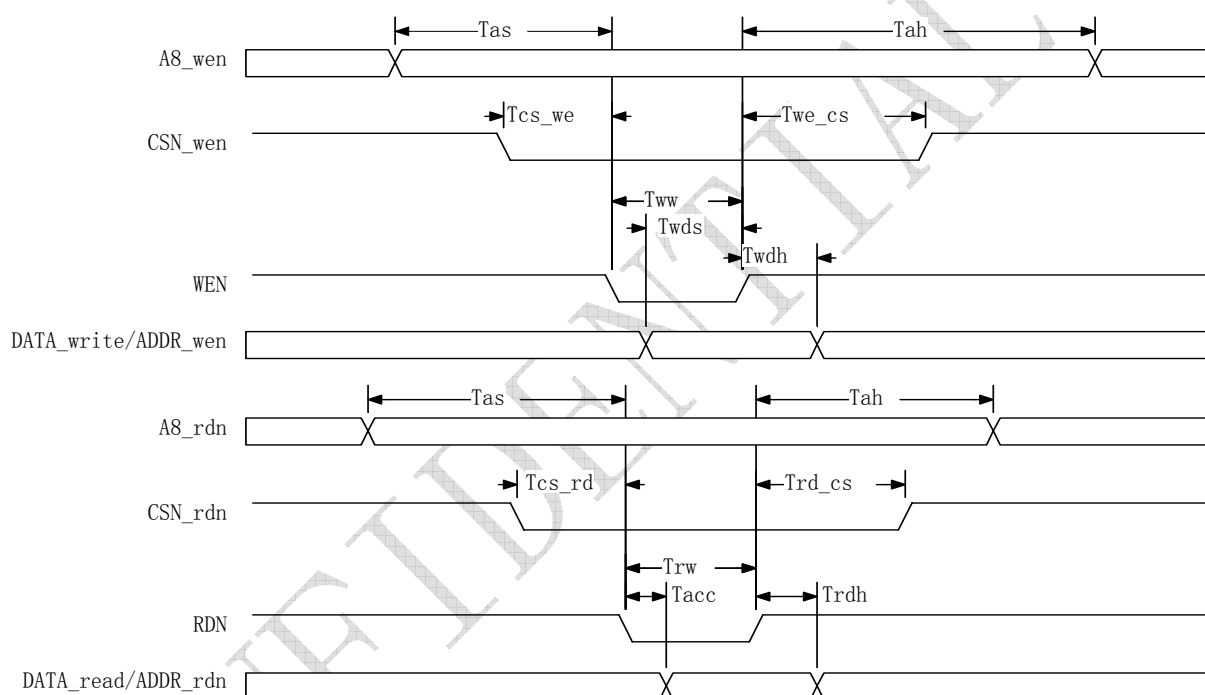 Tas Tah
A8_wen
Tcs_we Twe_cs
CSN_wen
Tww
Twds
Twdh
WEN
DATA_write/ADDR_wen
Tas Tah
A8_rdn
Tcs_rd Trd_cs
CSN_rdn
Trw
Tacc Trdh
RDN
DATA_read/ADDR_rdn